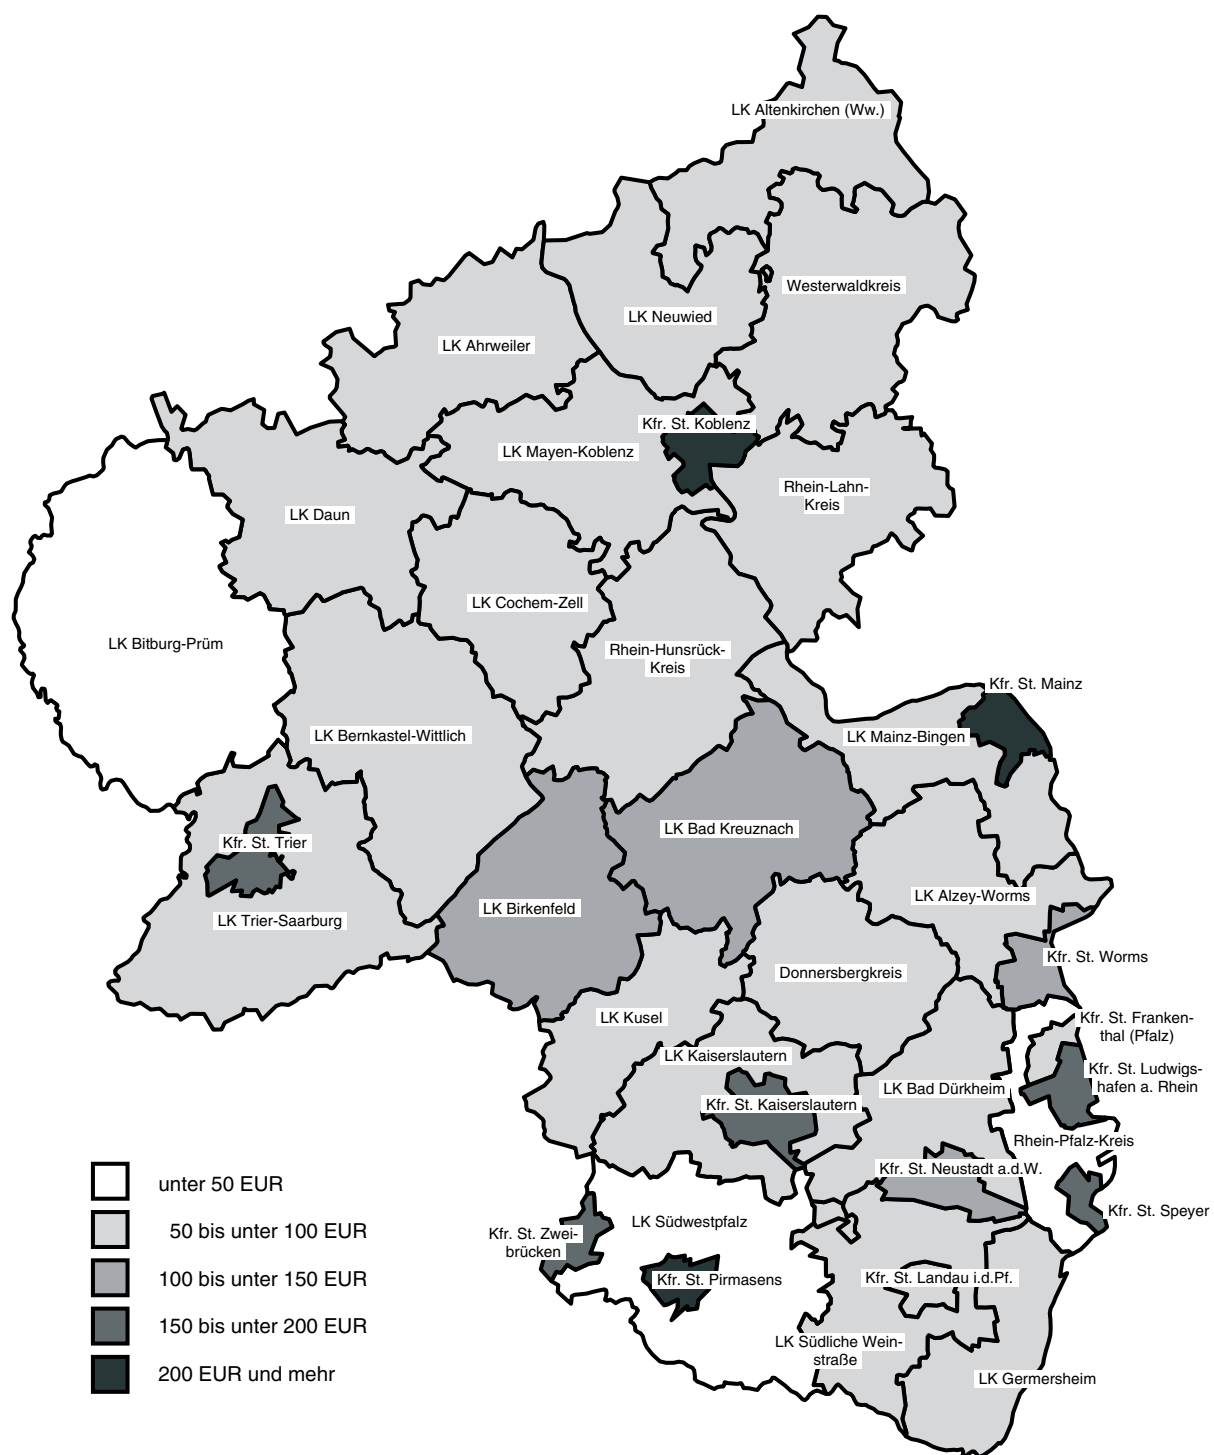 LK Altenkirchen (Ww.)
Westerwaldkreis
LK Neuwied
LK Ahrweiler
Kfr. St. Koblenz
LK Mayen-Koblenz
Rhein-Lahn-
Kreis
LK Daun
LK Cochem-Zell
LK Bitburg-Prüm
Rhein-Hunsrück-
Kreis
Kfr. St. Mainz
LK Bernkastel-Wittlich
LK Mainz-Bingen
LK Bad Kreuznach
Kfr. St. Trier
LK Alzey-Worms
LK Birkenfeld
LK Trier-Saarburg
Kfr. St. Worms
Donnersbergkreis
LK Kusel
Kfr. St. Franken-
thal (Pfalz)
LK Kaiserslautern
Kfr. St. Ludwigs-
hafen a. Rhein
LK Bad Dürkheim
Kfr. St. Kaiserslautern
Rhein-Pfalz-Kreis
Kfr. St. Neustadt a.d.W.
Kfr. St. Speyer
LK Südwestpfalz
Kfr. St. Zwei-
brücken
Kfr. St. Landau i.d.Pf.
Kfr. St. Pirmasens
LK Südliche Wein-
straße
LK Germersheim
unter 50 EUR
50 bis unter 100 EUR
100 bis unter 150 EUR
150 bis unter 200 EUR
200 EUR und mehr